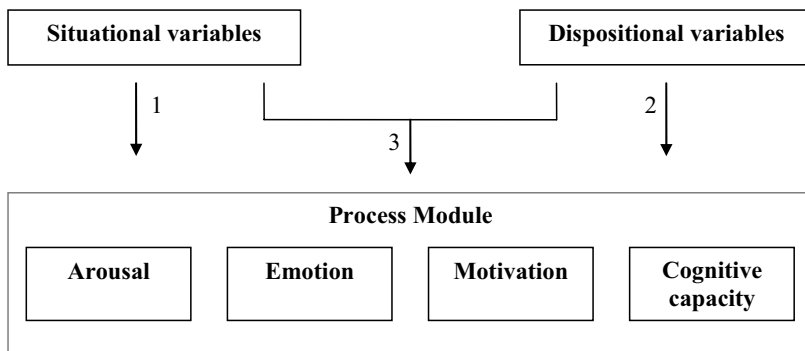 Situational variables
Dispositional variables
1
2
3
Process Module
Arousal
Emotion
Motivation
Cognitive
capacity